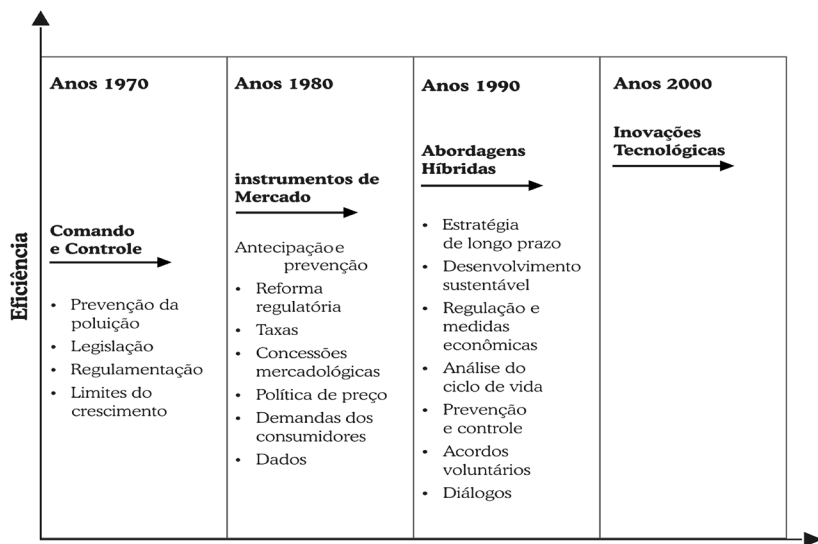 Eficiência
Anos 1970
Comando
e Controle
• Prevenção da
poluição
• Legislação
• Regulamentação
• Limites do
crescimento
Anos 1980
instrumentos de
Mercado
Antecipação e
prevenção
• Reforma
regulatória
• Taxas
• Concessões
mercadológicas
• Política de preço
• Demandas dos
consumidores
• Dados
Anos 1990
Abordagens
Híbridas
• Estratégia
de longo prazo
• Desenvolvimento
sustentável
• Regulação e
medidas
econômicas
• Análise do
ciclo de vida
• Prevenção
e controle
• Acordos
voluntários
• Diálogos
Anos 2000
Inovações
Tecnológicas